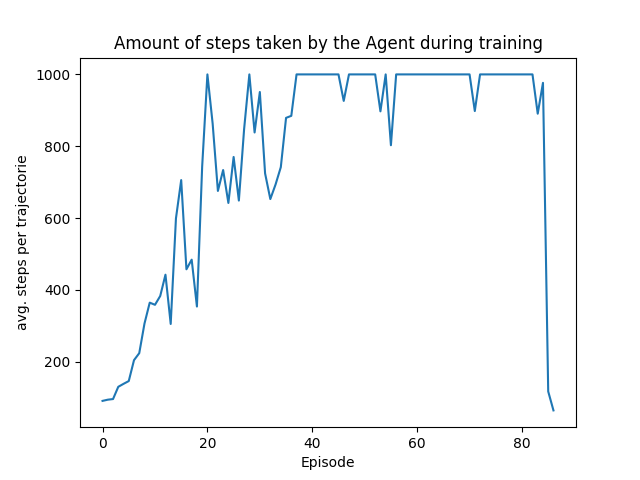 Amount of steps taken by the Agent during training
1000
800
600
400
200
avg. steps per trajectorie
0 20 40 60 80
Episode